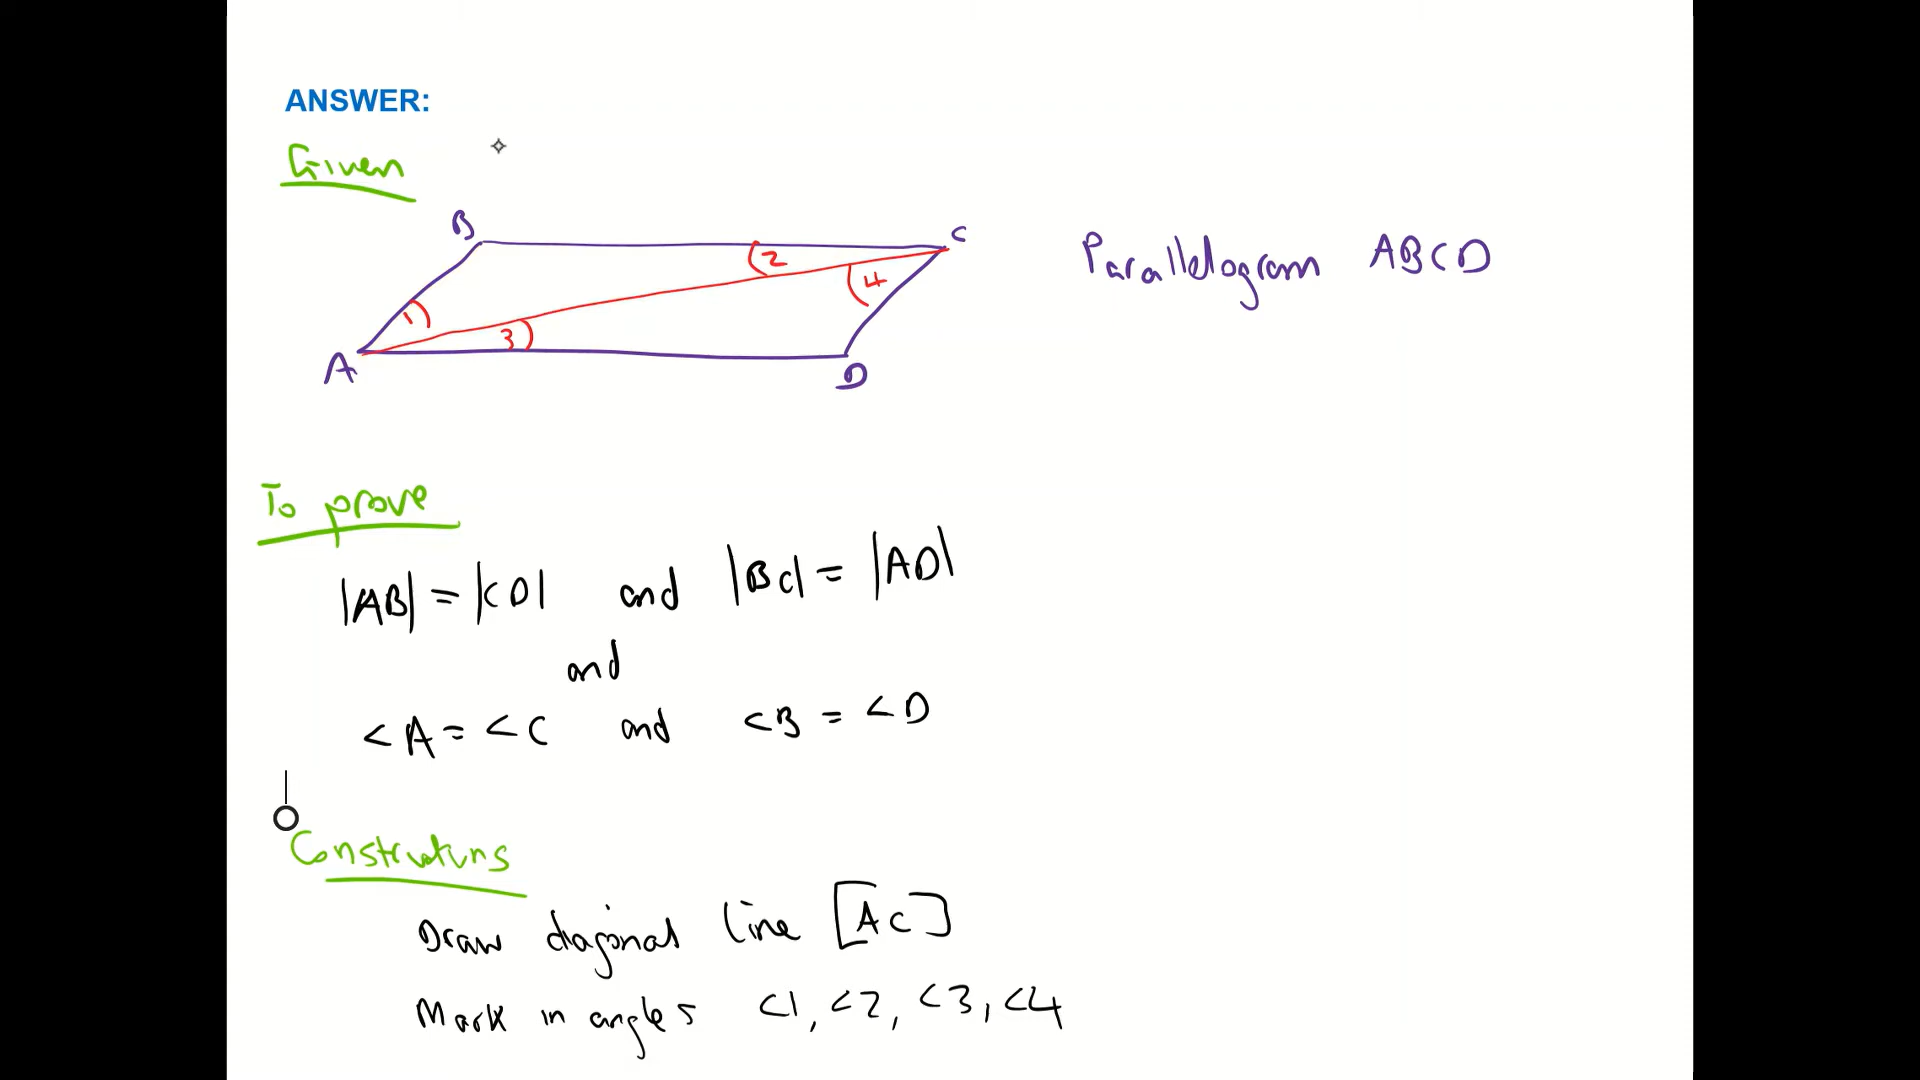 ANSWER:
Given
B
C
2
4
1
3
A
D
Parallelogram ABCD
To prove
|AB| = |CD| and |BC| = |AD|
and
<A = <C and <B = <D
Constructions
Draw diagonal line [AC]
Mark in angles <1, <2, <3, <4